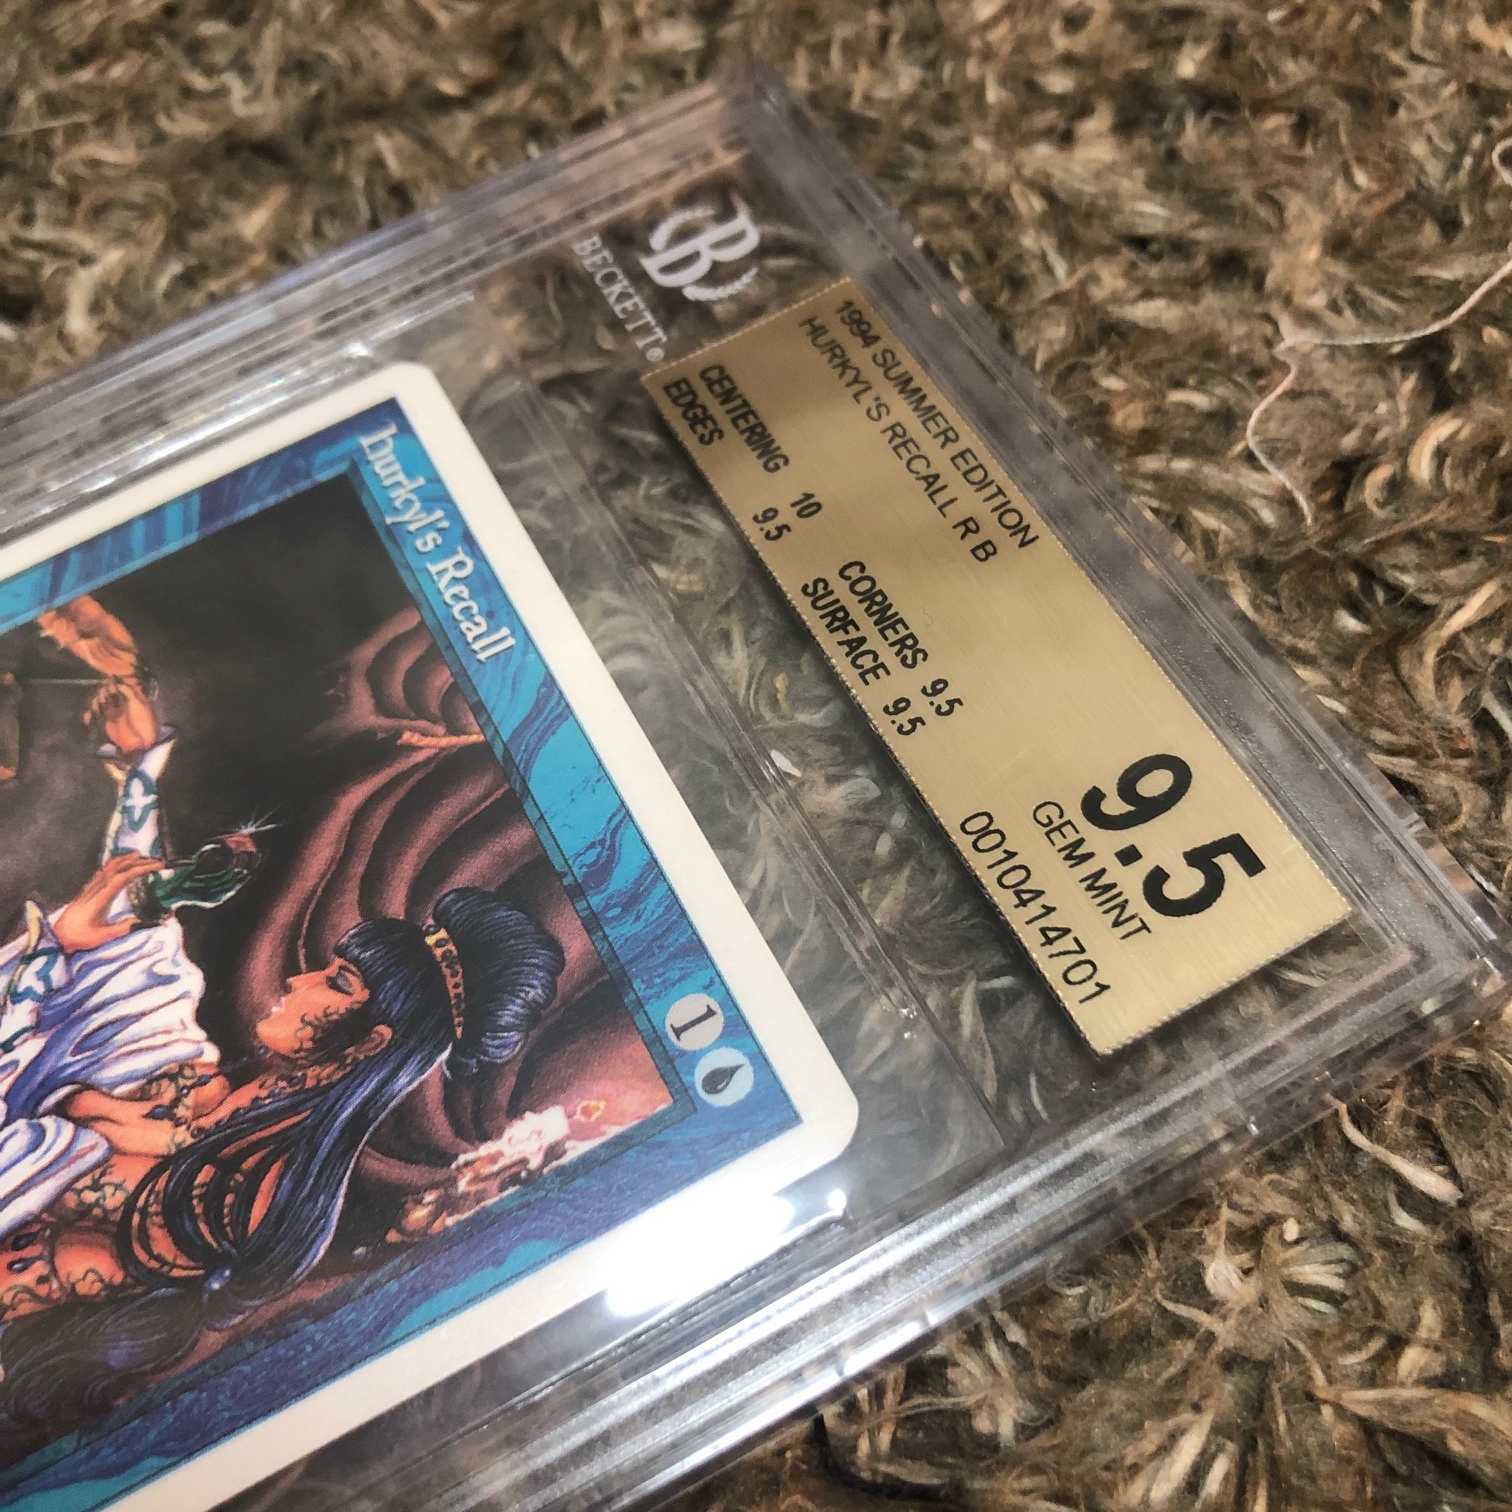 BECKETT®
1994 SUMMER EDITION
HURKYL'S RECALL R B
CENTERING 10 CORNERS 9.5
EDGES 9.5 SURFACE 9.5
9.5
GEM MINT
0010414701
Hurkyl's Recall
1